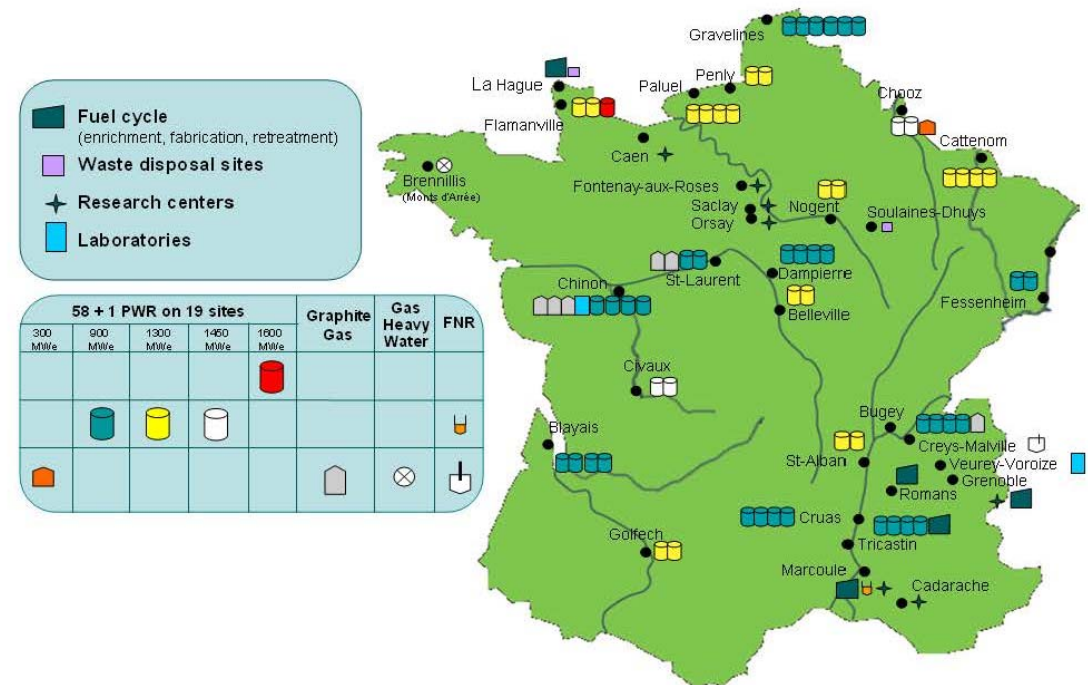 Fuel cycle
(enrichment, fabrication, retreatment)
Waste disposal sites
Research centers
Laboratories
58 + 1 PWR on 19 sites
Graphite
Gas
Gas
Heavy
Water
FNR
300
MWe
900
MWe
1300
MWe
1450
MWe
1600
MWe
Gravelines
Penly
Paluel
La Hague
Flamanville
Chooz
Cattenom
Caen
Brennillis
(Monts d'Arrée)
Fontenay-aux-Roses
Saclay
Orsay
Nogent
Soulaines-Dhuys
St-Laurent
Dampierre
Chinon
Belleville
Fessenheim
Civaux
Bugey
Blayais
Creys-Malville
St-Alban
Veurey-Voroize
Grenoble
Romans
Cruas
Golfech
Tricastin
Marcoule
Cadarache